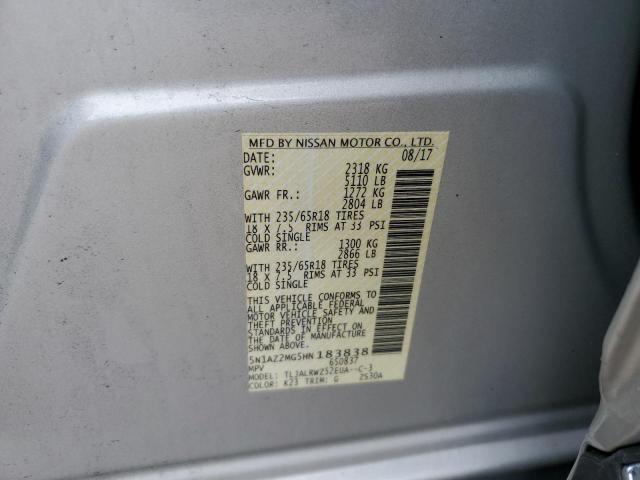 MFD BY NISSAN MOTOR CO., LTD.
DATE: 08/17
GVWR: 2318 KG
5110 LB
GAWR FR.: 1272 KG
2804 LB
WITH 235/65R18 TIRES
18 X 7.5 RIMS AT 33 PSI
COLD SINGLE
GAWR RR.: 1300 KG
2866 LB
WITH 235/65R18 TIRES
18 X 7.5 RIMS AT 33 PSI
COLD SINGLE
THIS VEHICLE CONFORMS TO
ALL APPLICABLE FEDERAL
MOTOR VEHICLE SAFETY AND
THEFT PREVENTION
STANDARDS IN EFFECT ON
THE DATE OF MANUFACTURE
SHOWN ABOVE.
5N1AZ2MG5HN183838
MPV 650837
MODEL: TLJALRWZ52EUA--C-3
COLOR: K23 TRIM: G 2S30A